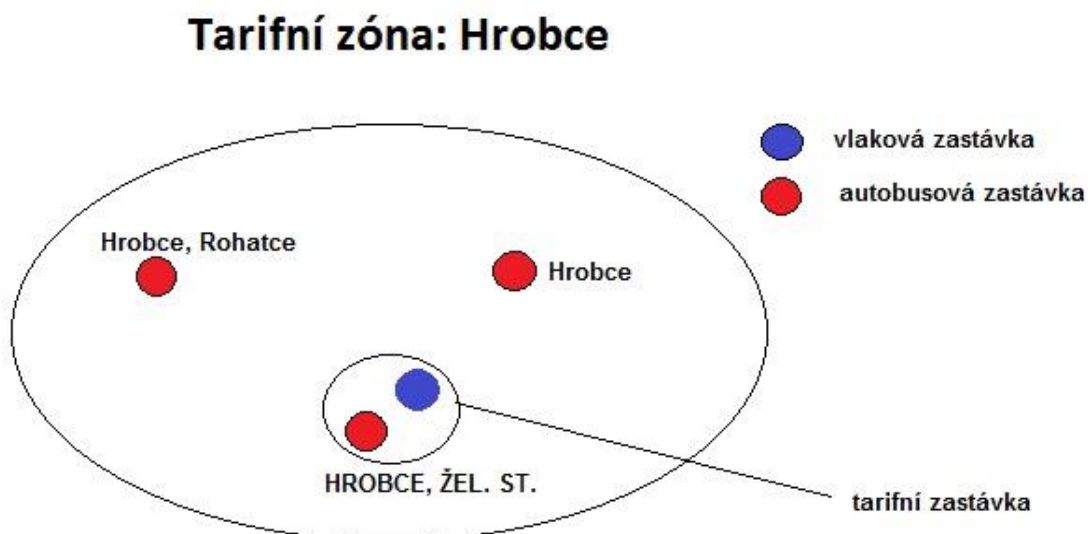 Tarifní zóna: Hrobce
vlaková zastávka
autobusová zastávka
Hrobce, Rohatce
Hrobce
HROBCE, ŽEL. ST.
tarifní zastávka